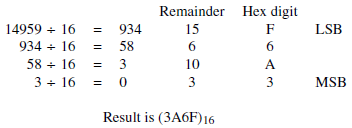 Remainder Hex digit
14959 ÷ 16 = 934 15 F LSB
934 ÷ 16 = 58 6 6
58 ÷ 16 = 3 10 A
3 ÷ 16 = 0 3 3 MSB
Result is (3A6F)16